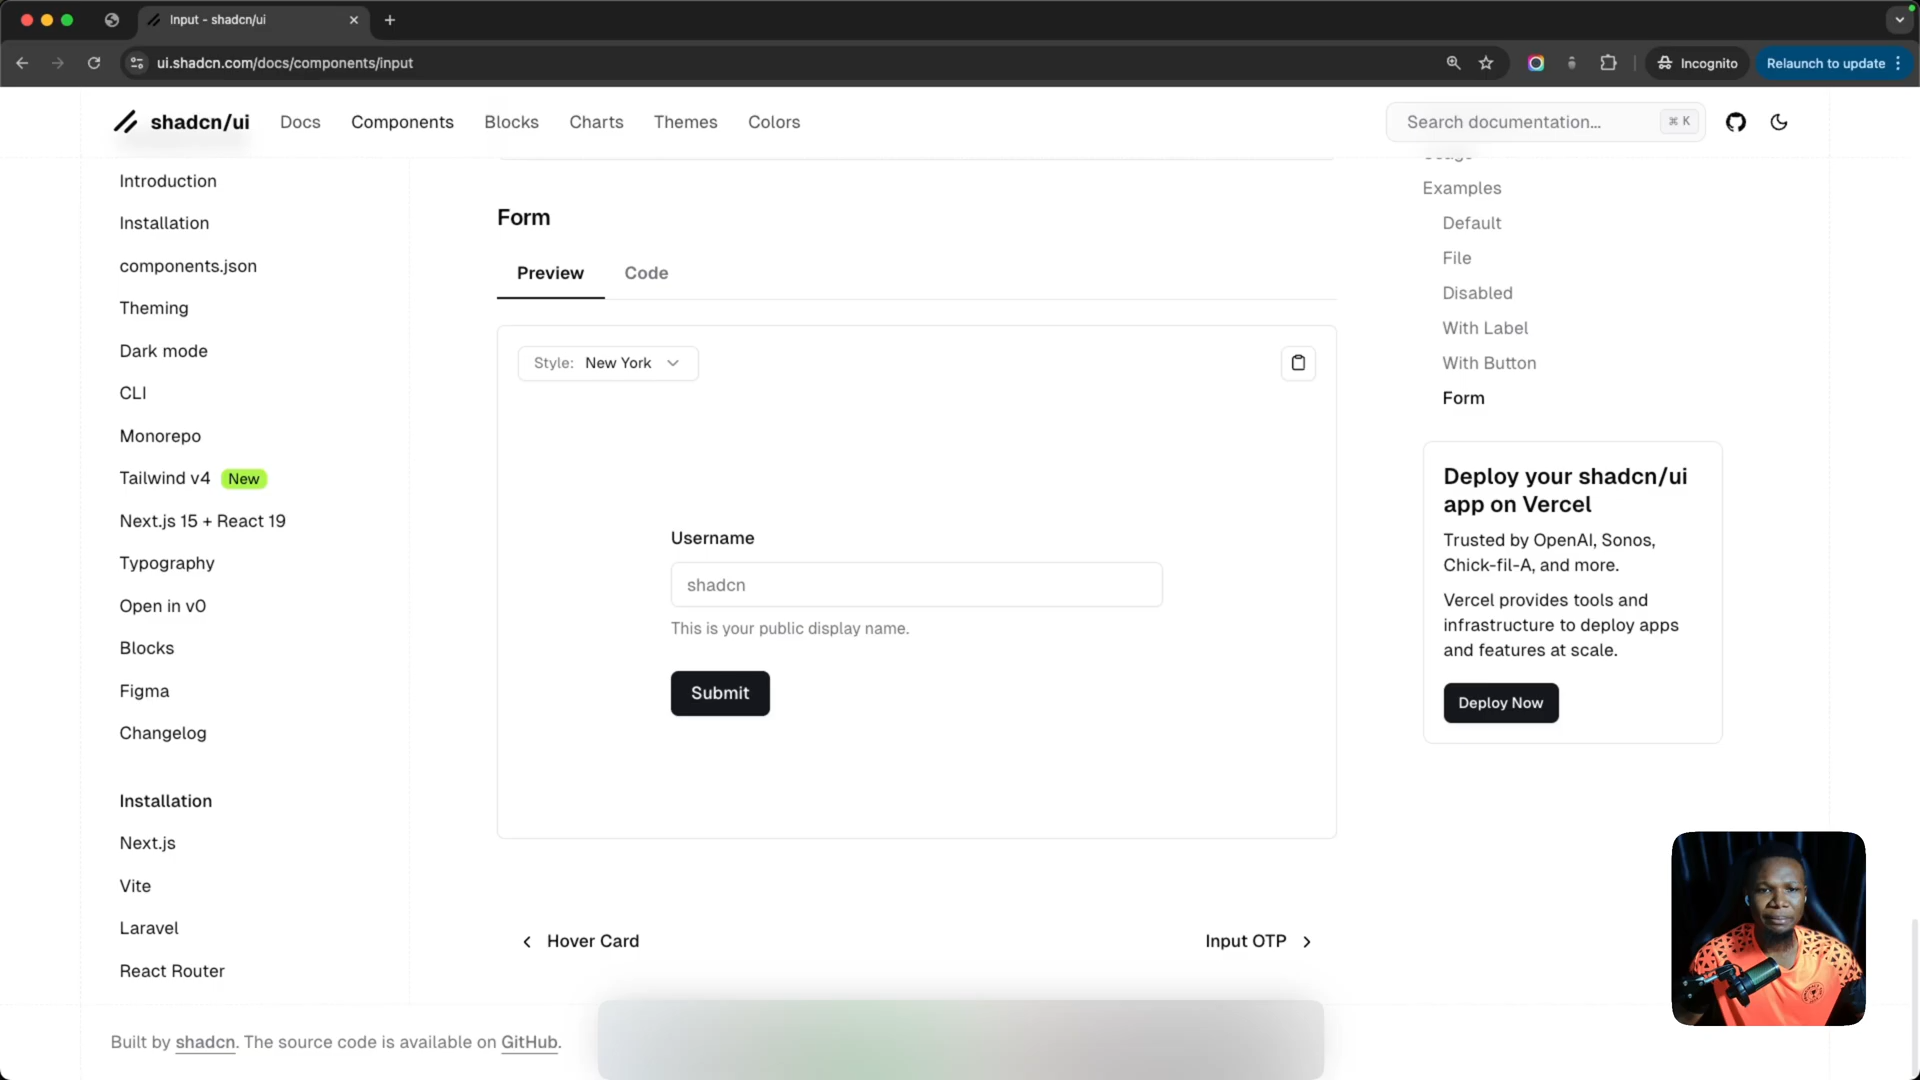 Input - shadcn/ui
ui.shadcn.com/docs/components/input
Incognito
Relaunch to update
shadcn/ui
Docs
Components
Blocks
Charts
Themes
Colors
Search documentation...
⌘ K
Introduction
Installation
components.json
Theming
Dark mode
CLI
Monorepo
Tailwind v4 New
Next.js 15 + React 19
Typography
Open in v0
Blocks
Figma
Changelog
Installation
Next.js
Vite
Laravel
React Router
Form
Preview
Code
Style: New York
Username
shadcn
This is your public display name.
Submit
Hover Card
Input OTP
Examples
Default
File
Disabled
With Label
With Button
Form
Deploy your shadcn/ui
app on Vercel
Trusted by OpenAI, Sonos,
Chick-fil-A, and more.
Vercel provides tools and
infrastructure to deploy apps
and features at scale.
Deploy Now
Built by shadcn. The source code is available on GitHub.